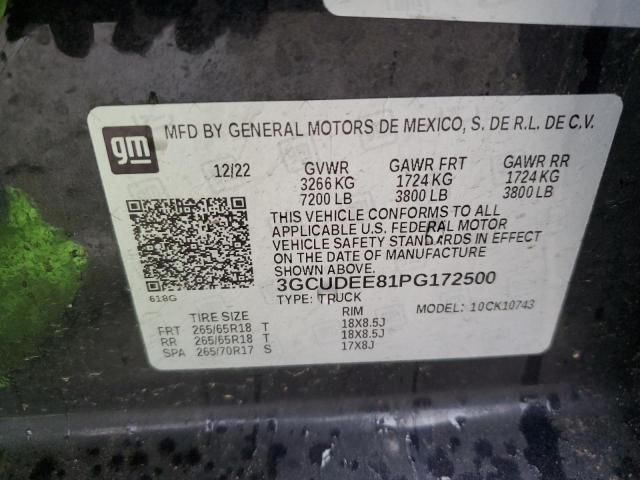 gm
MFD BY GENERAL MOTORS DE MEXICO, S. DE R.L. DE C.V.
12/22 GVWR GAWR FRT GAWR RR
3266 KG 1724 KG 1724 KG
7200 LB 3800 LB 3800 LB
THIS VEHICLE CONFORMS TO ALL
APPLICABLE U.S. FEDERAL MOTOR
VEHICLE SAFETY STANDARDS IN EFFECT
ON THE DATE OF MANUFACTURE
SHOWN ABOVE.
3GCUDEE81PG172500
618G
TYPE: TRUCK MODEL: 10CK10743
TIRE SIZE RIM
FRT 265/65R18 T 18X8.5J
RR 265/65R18 T 18X8.5J
SPA 265/70R17 S 17X8J